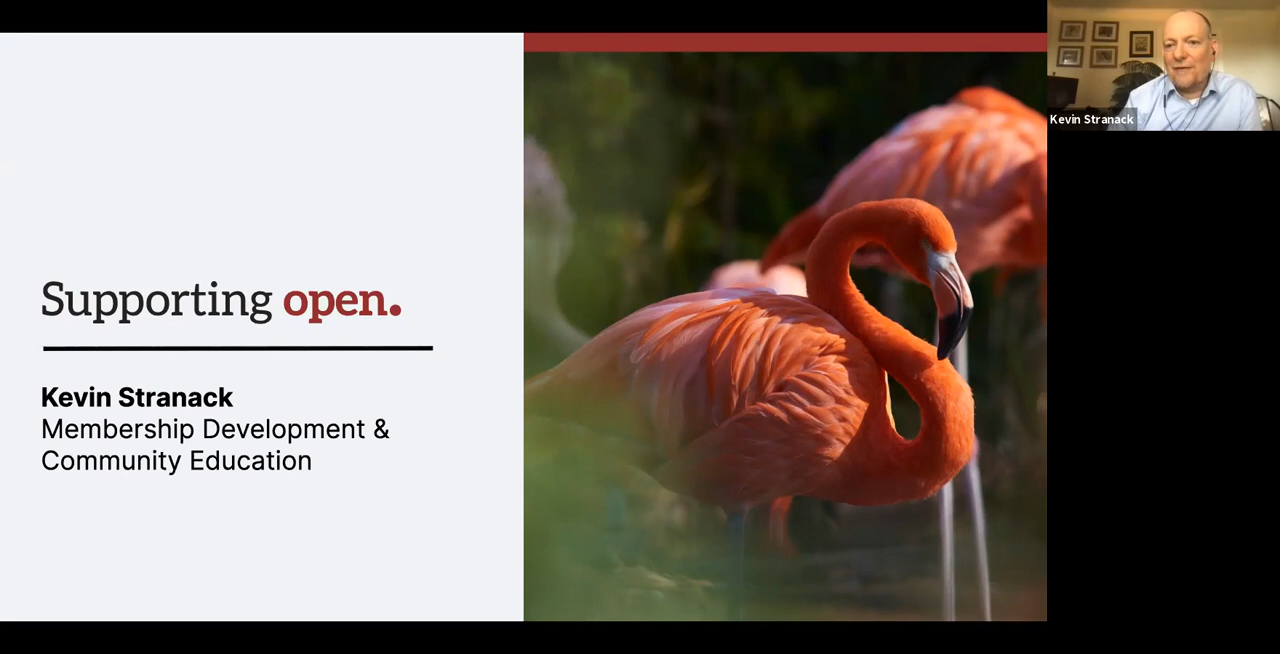 Supporting open.
Kevin Stranack
Membership Development &
Community Education
Kevin Stranack